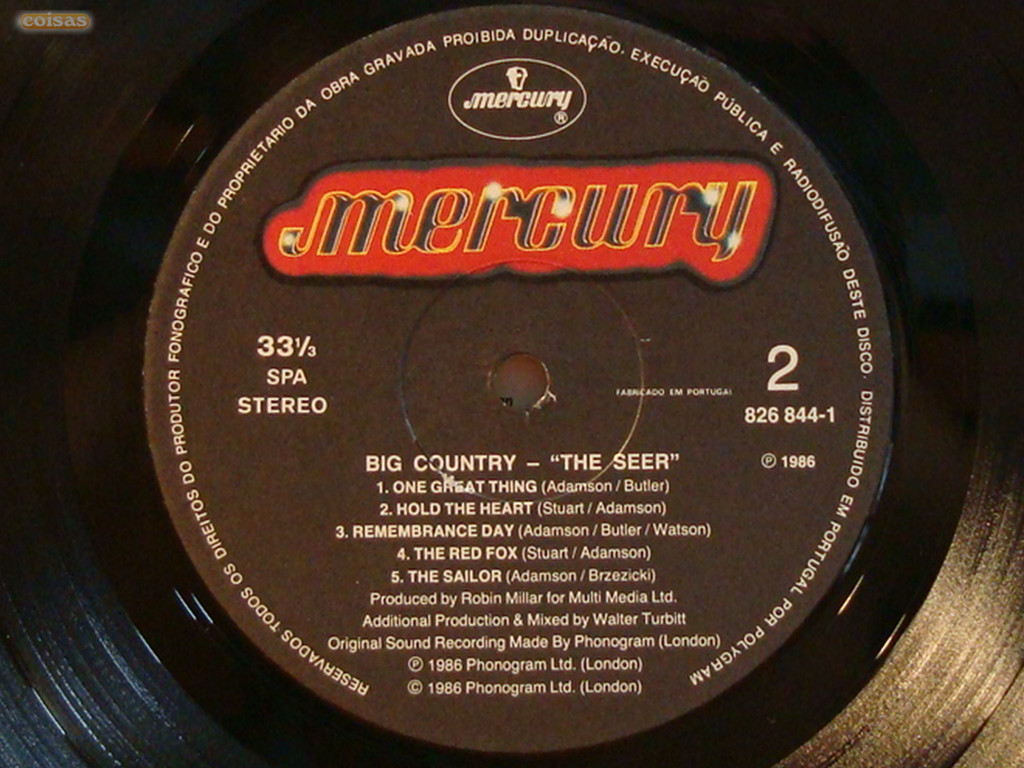 coisas
RESERVADOS TODOS OS DIREITOS DO PRODUTOR FONOGRAFICO E DO PROPRIETARIO DA OBRA GRAVADA PROIBIDA DUPLICAÇÃO. EXECUÇAO PÚBLICA E RADIODIFUSÃO DESTE DISCO. DISTRIBUIDO EM PORTUGAL POR POLYGRAM
mercury ®
mercury
33⅓
SPA
STEREO
FABRICADO EM PORTUGAL
2
826 844-1
℗ 1986
BIG COUNTRY – “THE SEER”
1. ONE GREAT THING (Adamson / Butler)
2. HOLD THE HEART (Stuart / Adamson)
3. REMEMBRANCE DAY (Adamson / Butler / Watson)
4. THE RED FOX (Stuart / Adamson)
5. THE SAILOR (Adamson / Brzezicki)
Produced by Robin Millar for Multi Media Ltd.
Additional Production & Mixed by Walter Turbitt
Original Sound Recording Made By Phonogram (London)
℗ 1986 Phonogram Ltd. (London)
© 1986 Phonogram Ltd. (London)